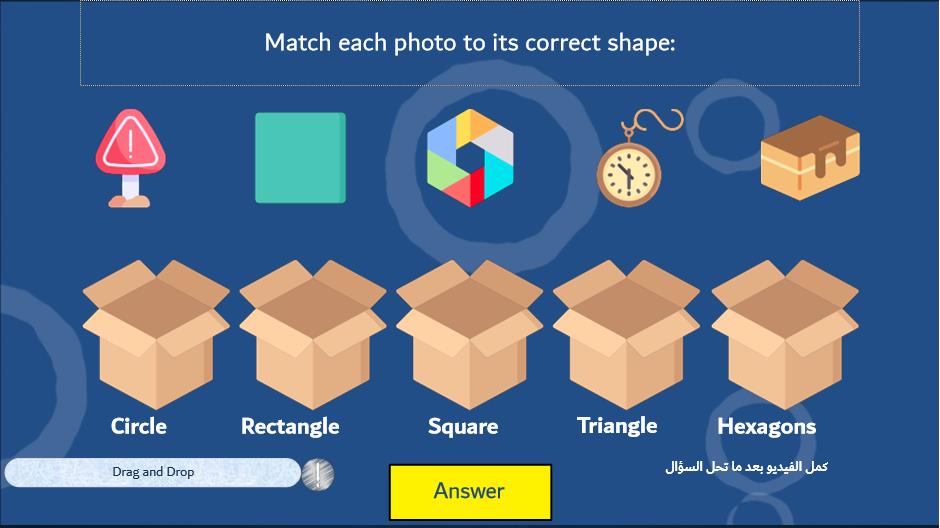 Match each photo to its correct shape:
Circle
Rectangle
Square
Triangle
Hexagons
Drag and Drop
!
Answer
كمل الفيديو بعد ما تحل السؤال